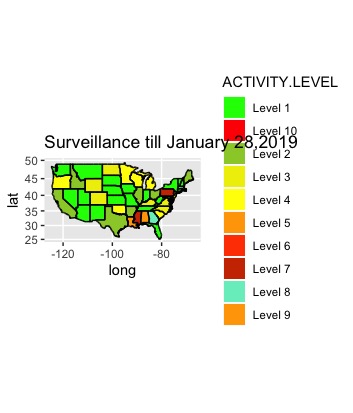 ACTIVITY.LEVEL
Level 1
Level 10
Level 2
Level 3
Level 4
Level 5
Level 6
Level 7
Level 8
Level 9
Surveillance till January 28,2019
50
45
40
35
30
25
lat
-120 -100 -80
long